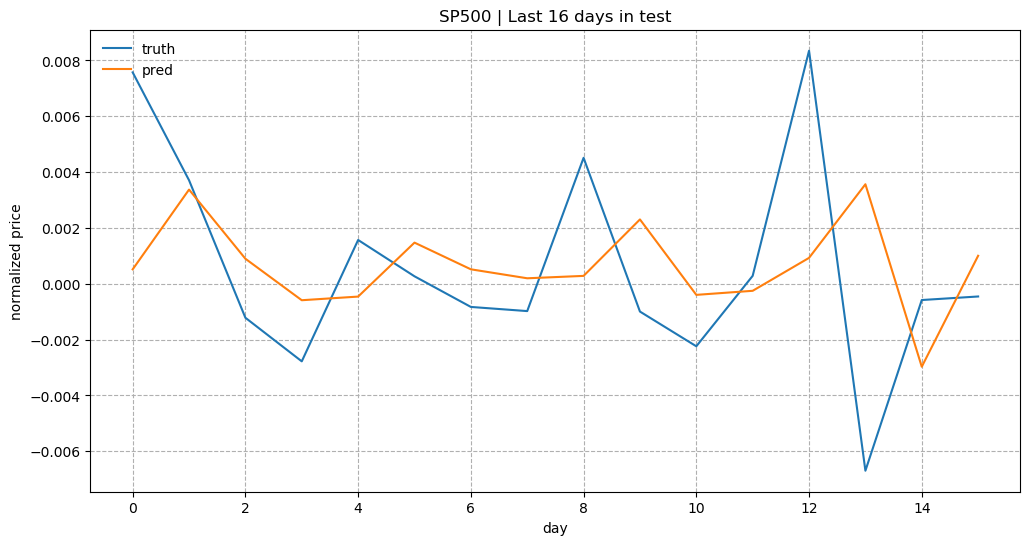 SP500 | Last 16 days in test
truth
pred
0.008
0.006
0.004
0.002
0.000
−0.002
−0.004
−0.006
normalized price
0 2 4 6 8 10 12 14
day